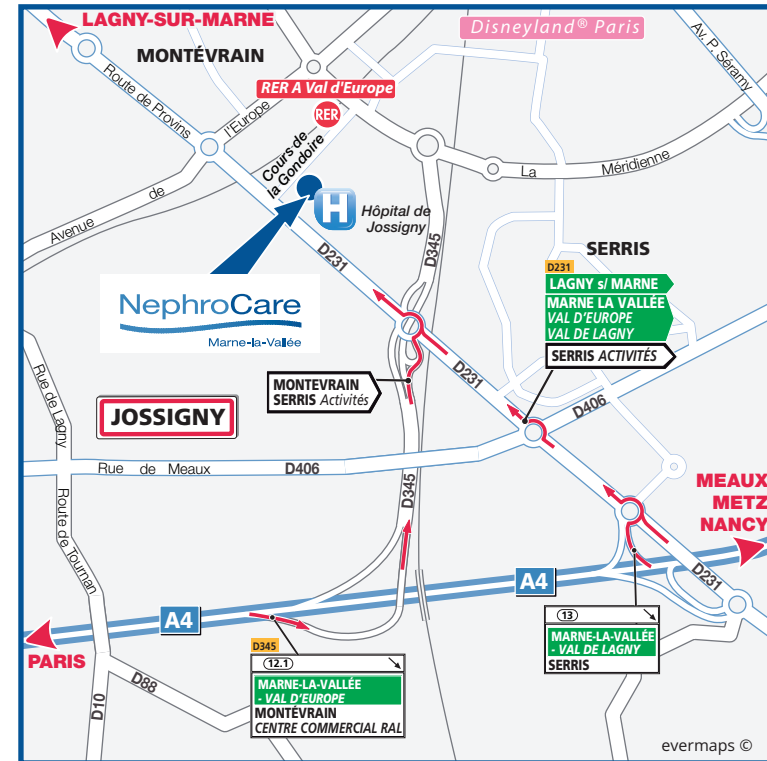 LAGNY-SUR-MARNE
Disneyland® Paris
Av. P. Séramy
MONTÉVRAIN
RER A Val d'Europe
RER
Route de Provins
Avenue de l'Europe
Cours de
la Gondoire
La Méridienne
H
Hôpital de
Jossigny
D231
D345
SERRIS
D231
LAGNY s/ MARNE
MARNE LA VALLÉE
VAL D'EUROPE
VAL DE LAGNY
SERRIS ACTIVITÉS
NephroCare
Marne-la-Vallée
D231
MONTEVRAIN
SERRIS Activités
Rue de Lagny
JOSSIGNY
D406
Rue de Meaux
D406
D345
MEAUX
METZ
NANCY
Route de Tournan
A4
D231
A4
PARIS
D88
D10
D345
12.1
MARNE-LA-VALLÉE
- VAL D'EUROPE
MONTÉVRAIN
CENTRE COMMERCIAL RAL
13
MARNE-LA-VALLÉE
- VAL DE LAGNY
SERRIS
evermaps ©